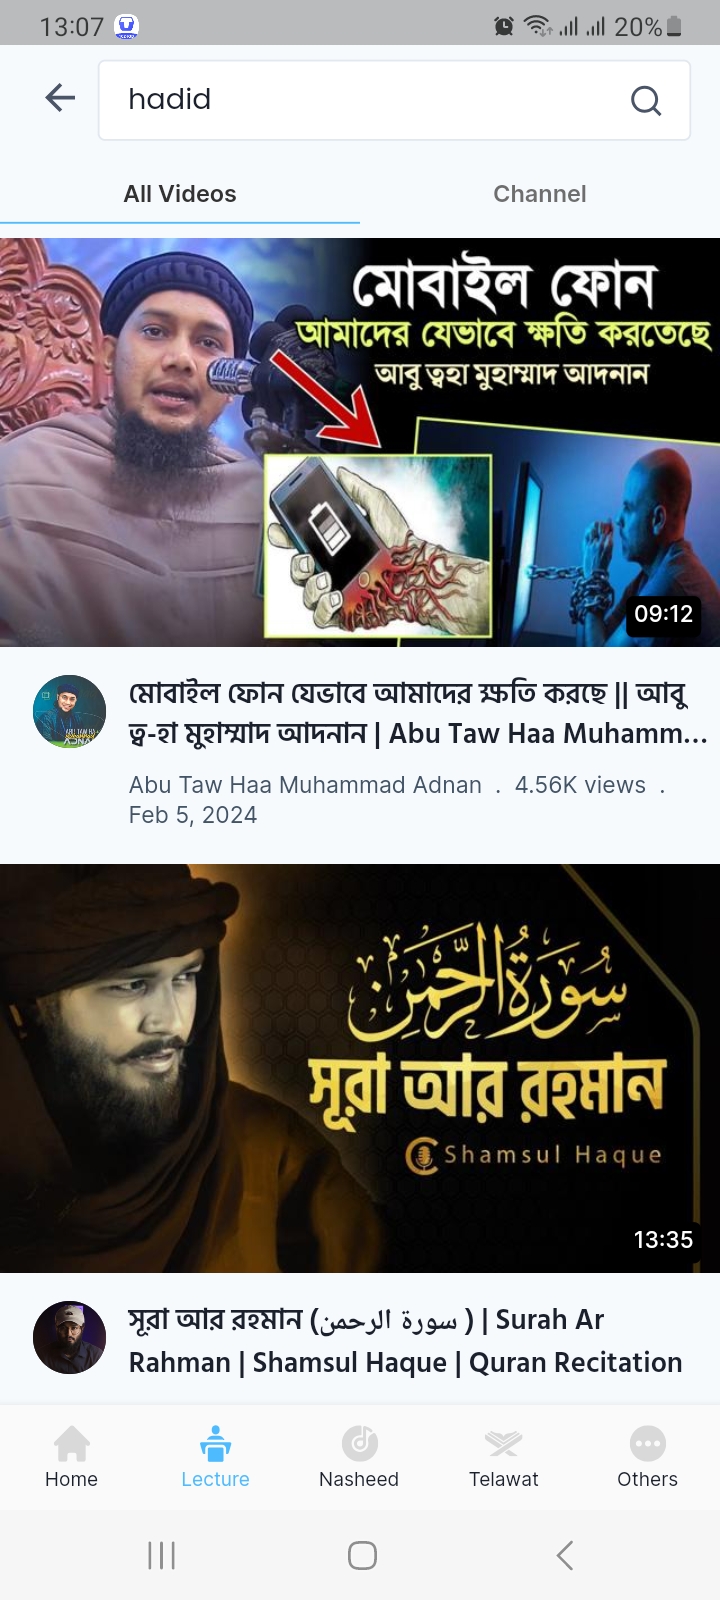 13:07
20%
hadid
All Videos
Channel
মোবাইল ফোন
আমাদের যেভাবে ক্ষতি করতেছে
আবু ত্বহা মুহাম্মাদ আদনান
09:12
মোবাইল ফোন যেভাবে আমাদের ক্ষতি করছে || আবু
ত্ব-হা মুহাম্মাদ আদনান | Abu Taw Haa Muhamm...
Abu Taw Haa Muhammad Adnan . 4.56K views .
Feb 5, 2024
سورة الرحمن
সূরা আর রহমান
Shamsul Haque
13:35
সূরা আর রহমান (سورة الرحمن ) | Surah Ar
Rahman | Shamsul Haque | Quran Recitation
Home
Lecture
Nasheed
Telawat
Others